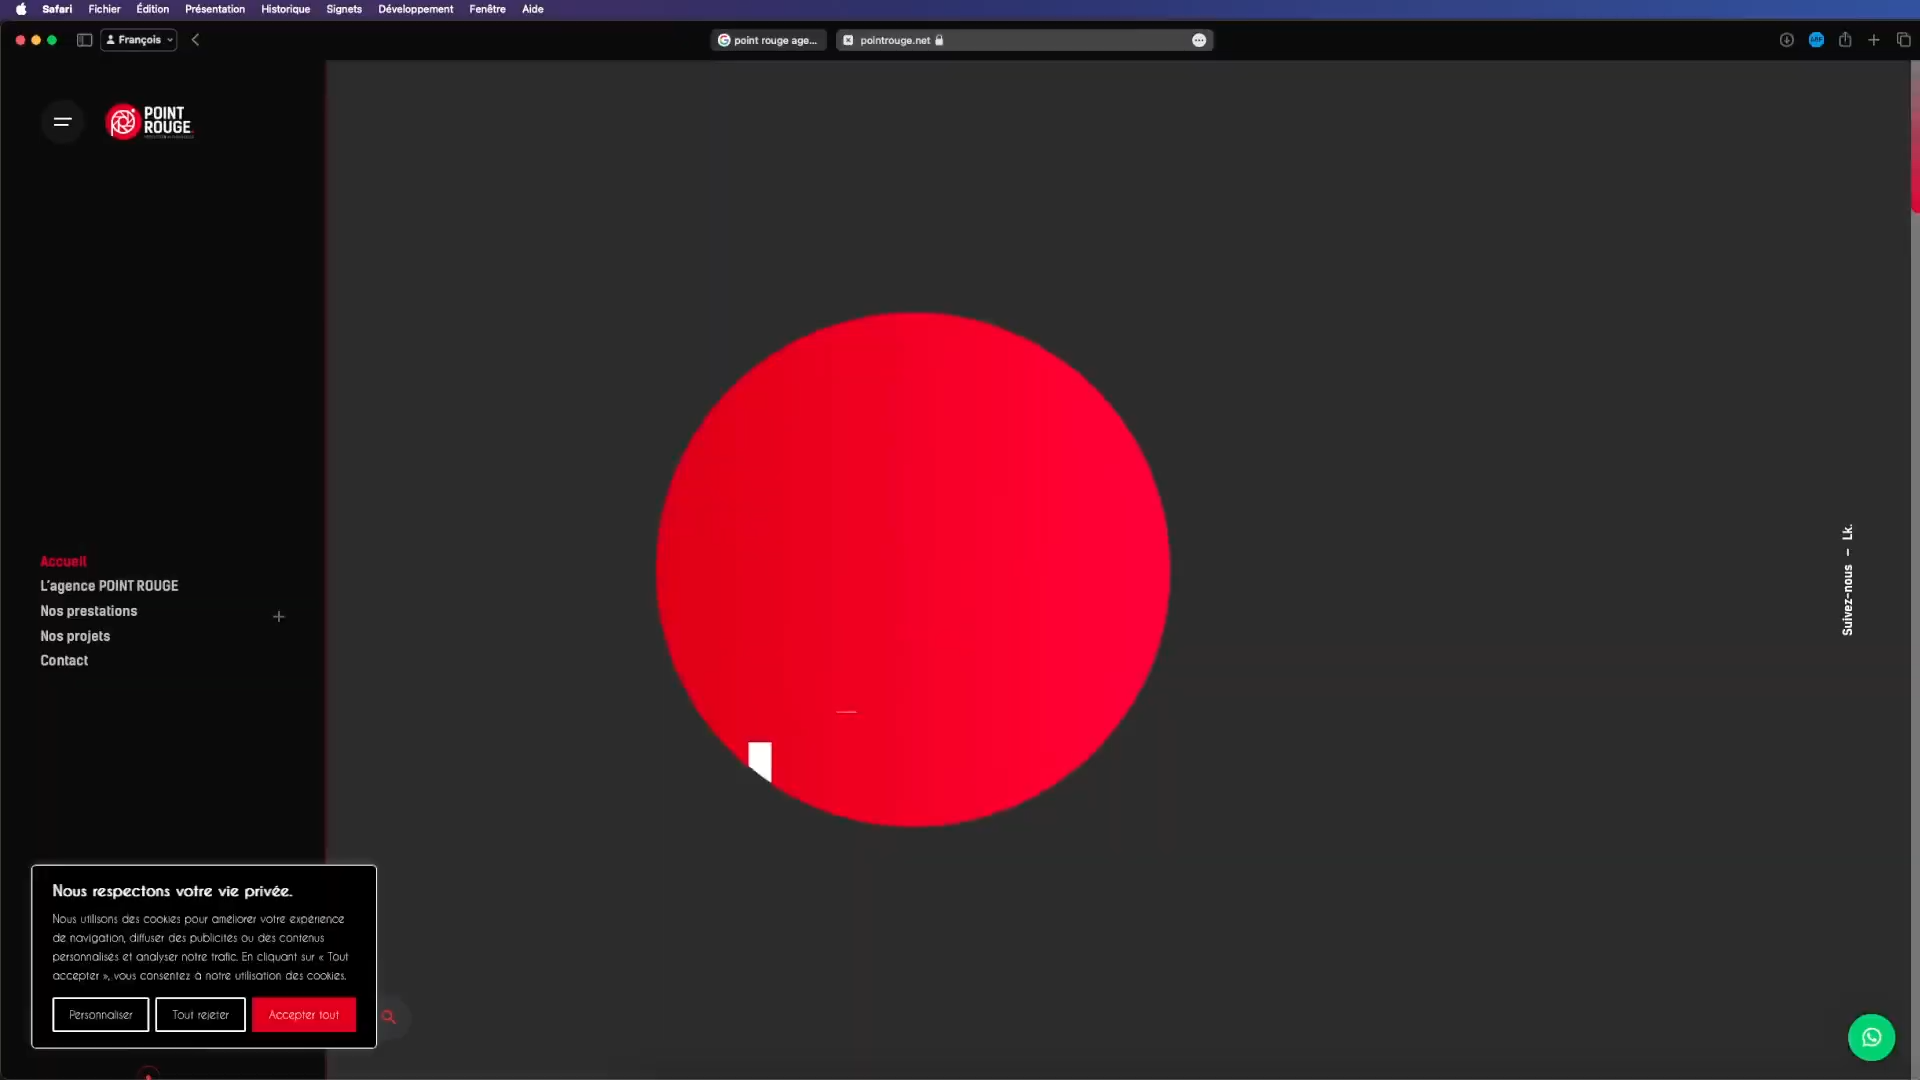 Safari Fichier Édition Présentation Historique Signets Développement Fenêtre Aide
François point rouge age... pointrouge.net ABP
POINT
ROUGE
Accueil
L'agence POINT ROUGE
Nos prestations
Nos projets
Contact
Suivez-nous — Lk.
Nous respectons votre vie privée.
Nous utilisons des cookies pour améliorer votre expérience
de navigation, diffuser des publicités ou des contenus
personnalisés et analyser notre trafic. En cliquant sur « Tout
accepter », vous consentez à notre utilisation des cookies.
Personnaliser Tout rejeter Accepter tout